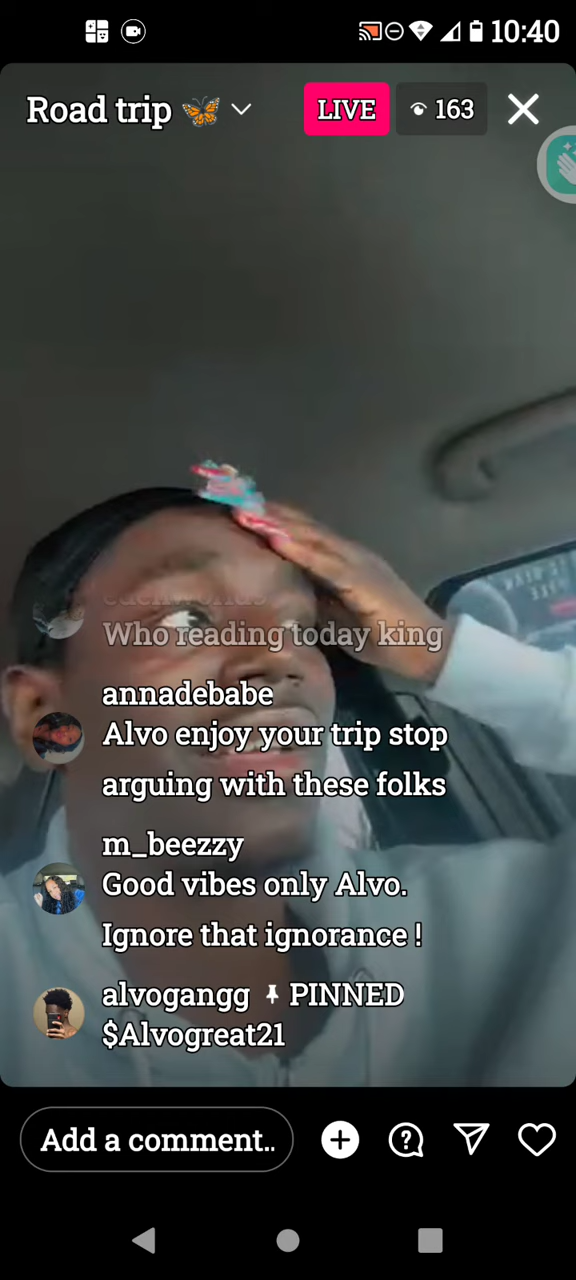 10:40
Road trip 🦋
LIVE
163
Who reading today king
annadebabe
Alvo enjoy your trip stop
arguing with these folks
m_beezzy
Good vibes only Alvo.
Ignore that ignorance !
alvogangg PINNED
$Alvogreat21
Add a comment..